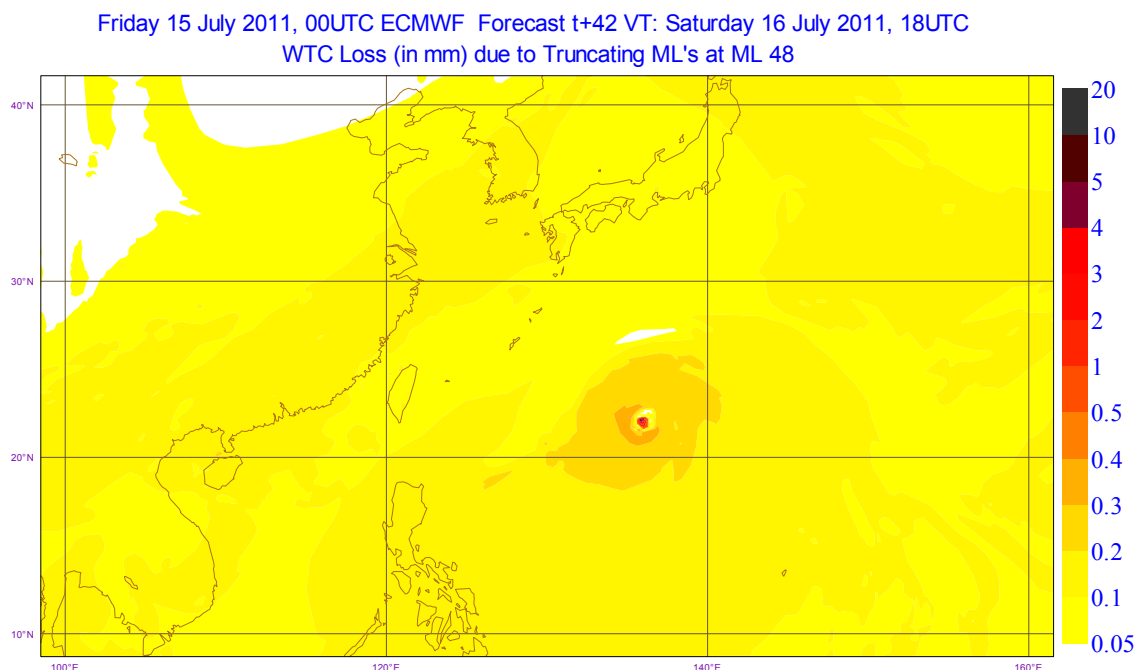 Friday 15 July 2011, 00UTC ECMWF Forecast t+42 VT: Saturday 16 July 2011, 18UTC
WTC Loss (in mm) due to Truncating ML's at ML 48
20
40°N
10
5
4
30°N
3
2
1
0.5
20°N
0.4
0.3
0.2
0.1
10°N
0.05
100°E 120°E 140°E 160°E